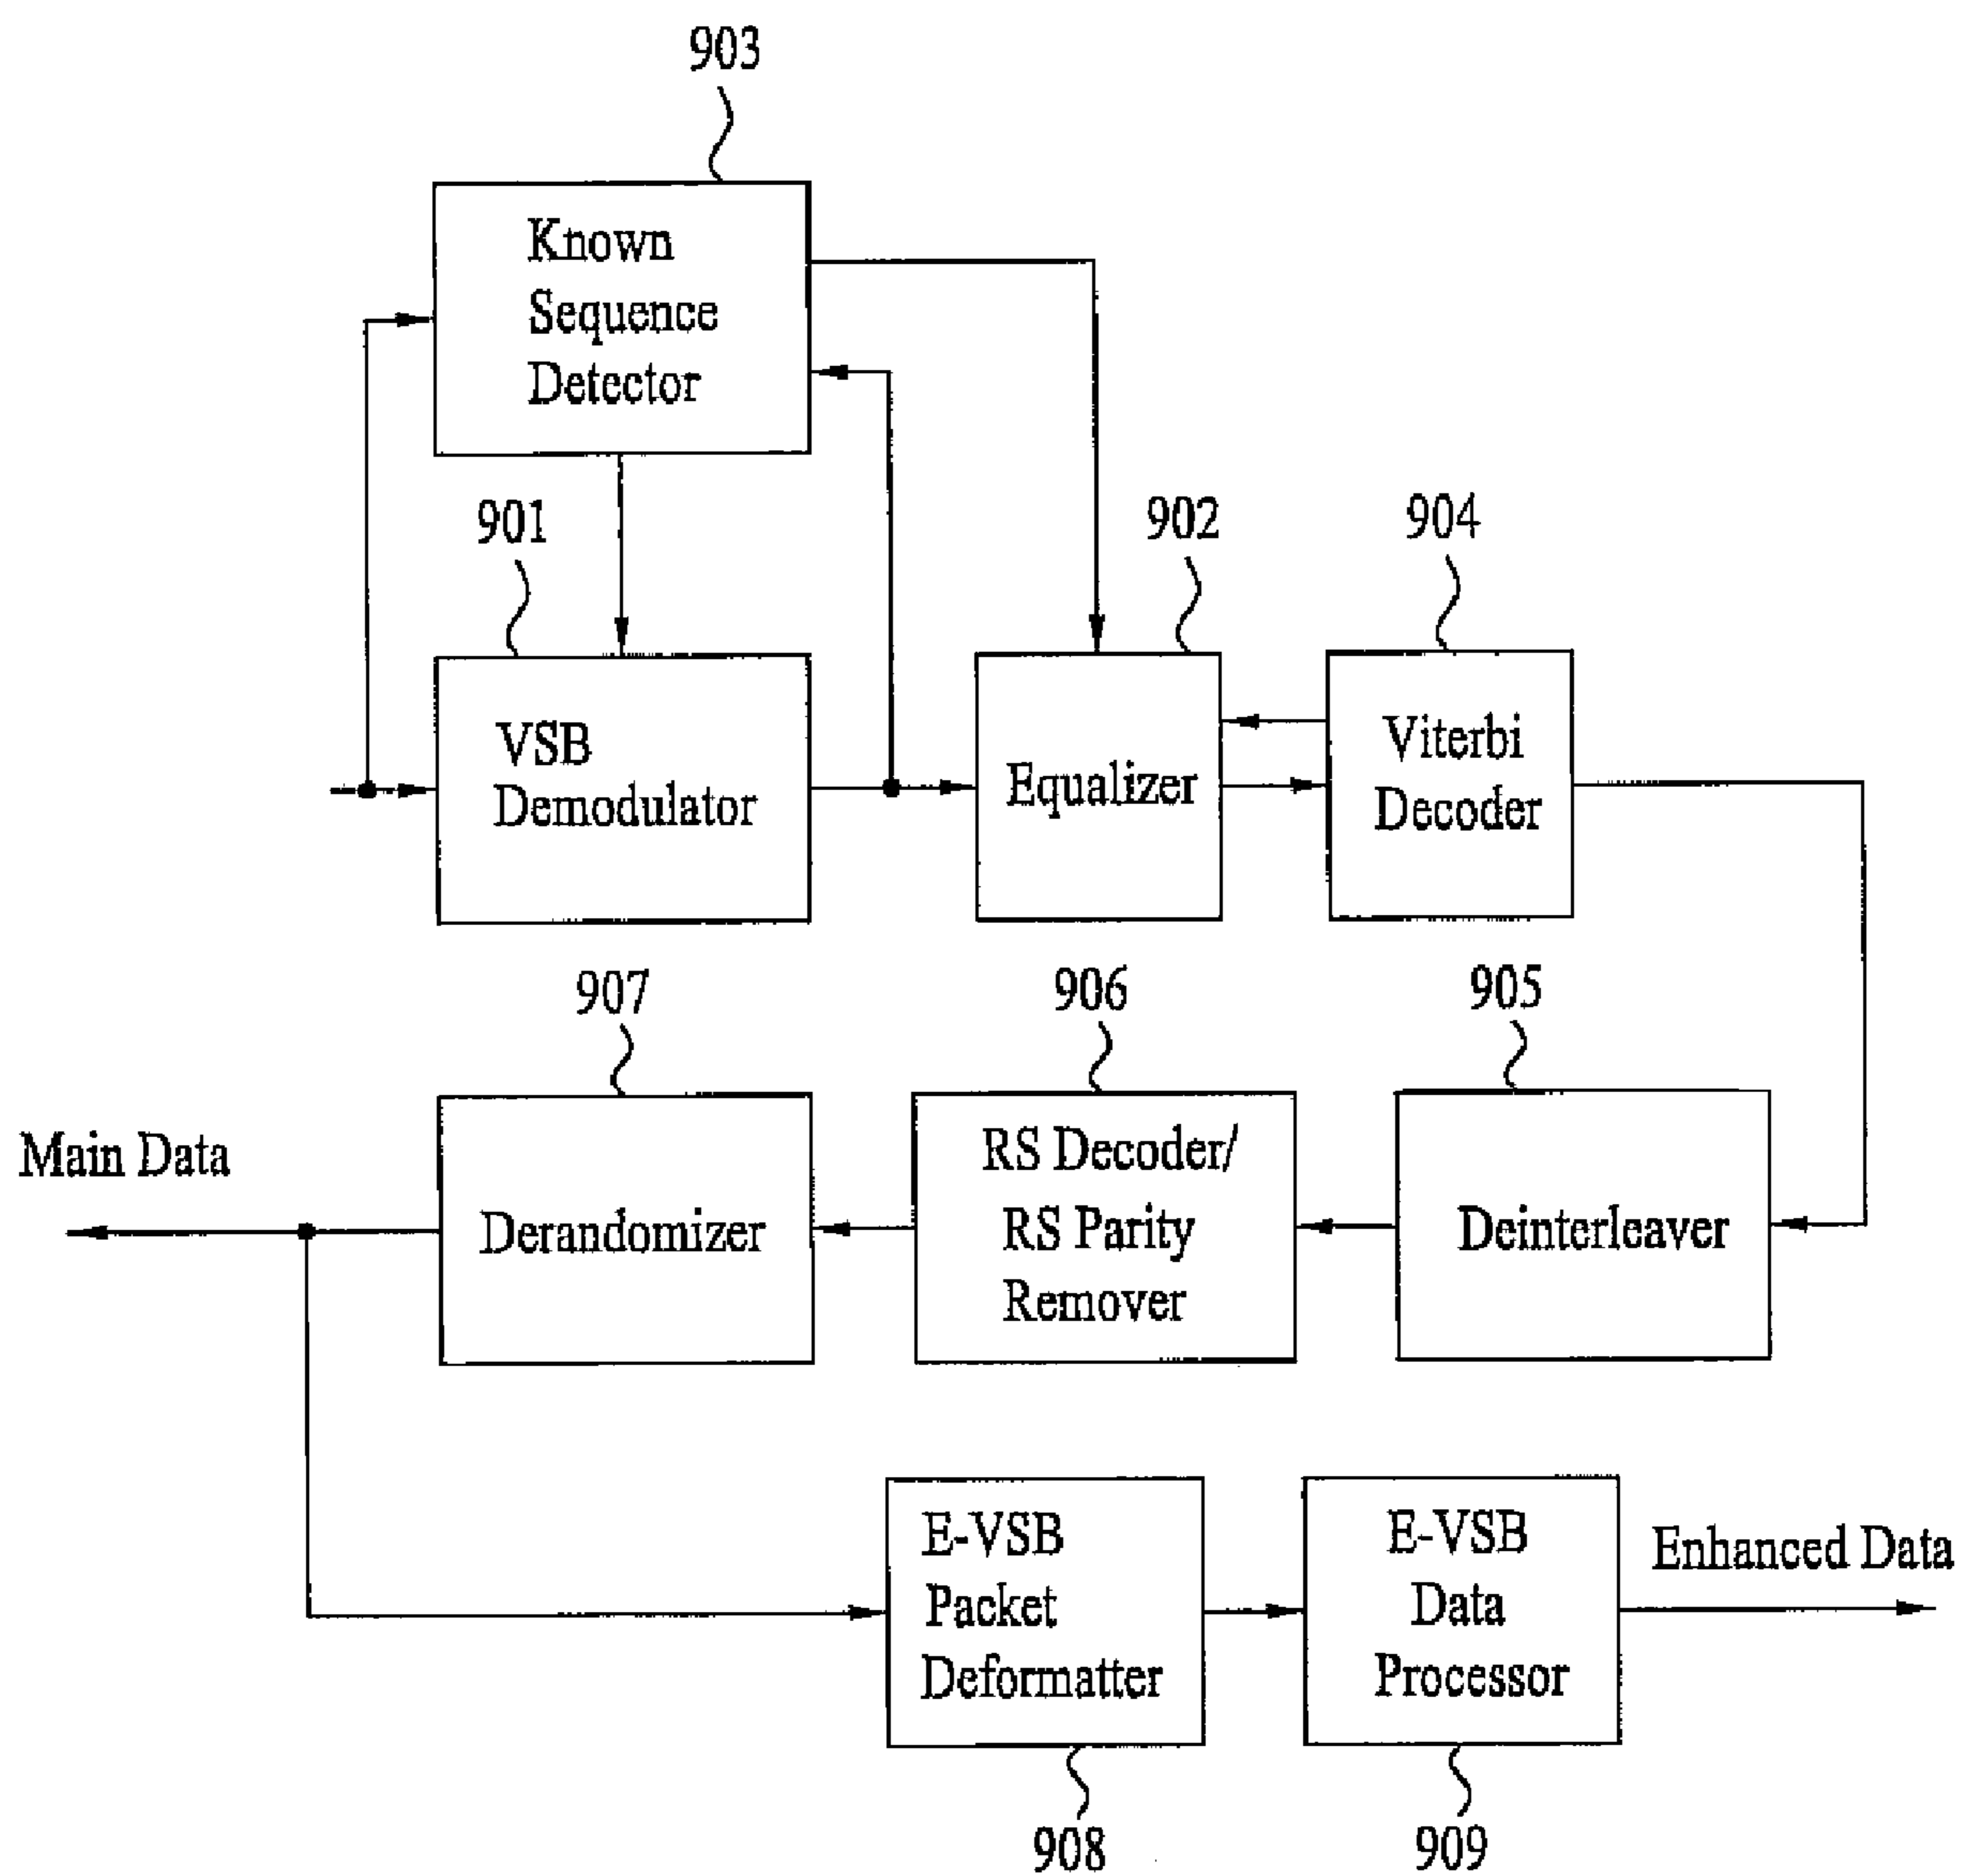 903
Known
Sequence
Detector
901
902
904
VSB
Demodulator
Equalizer
Viterbi
Decoder
907
906
905
Main Data
Derandomizer
RS Decoder/
RS Parity
Remover
Deinterleaver
E-VSB
Packet
Deformatter
E-VSB
Data
Processor
Enhanced Data
908
909